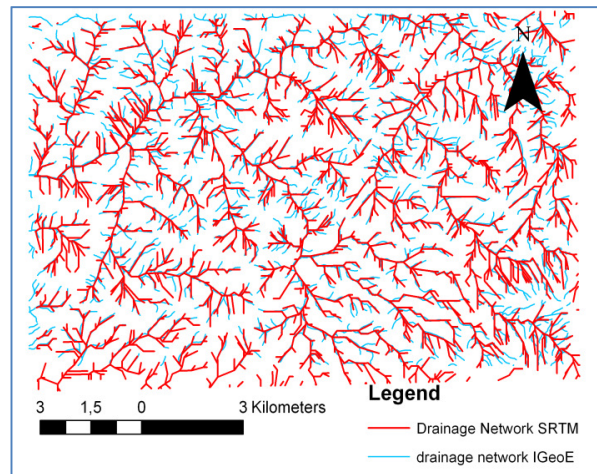 N
Legend
3 1,5 0 3 Kilometers
Drainage Network SRTM
drainage network IGeoE